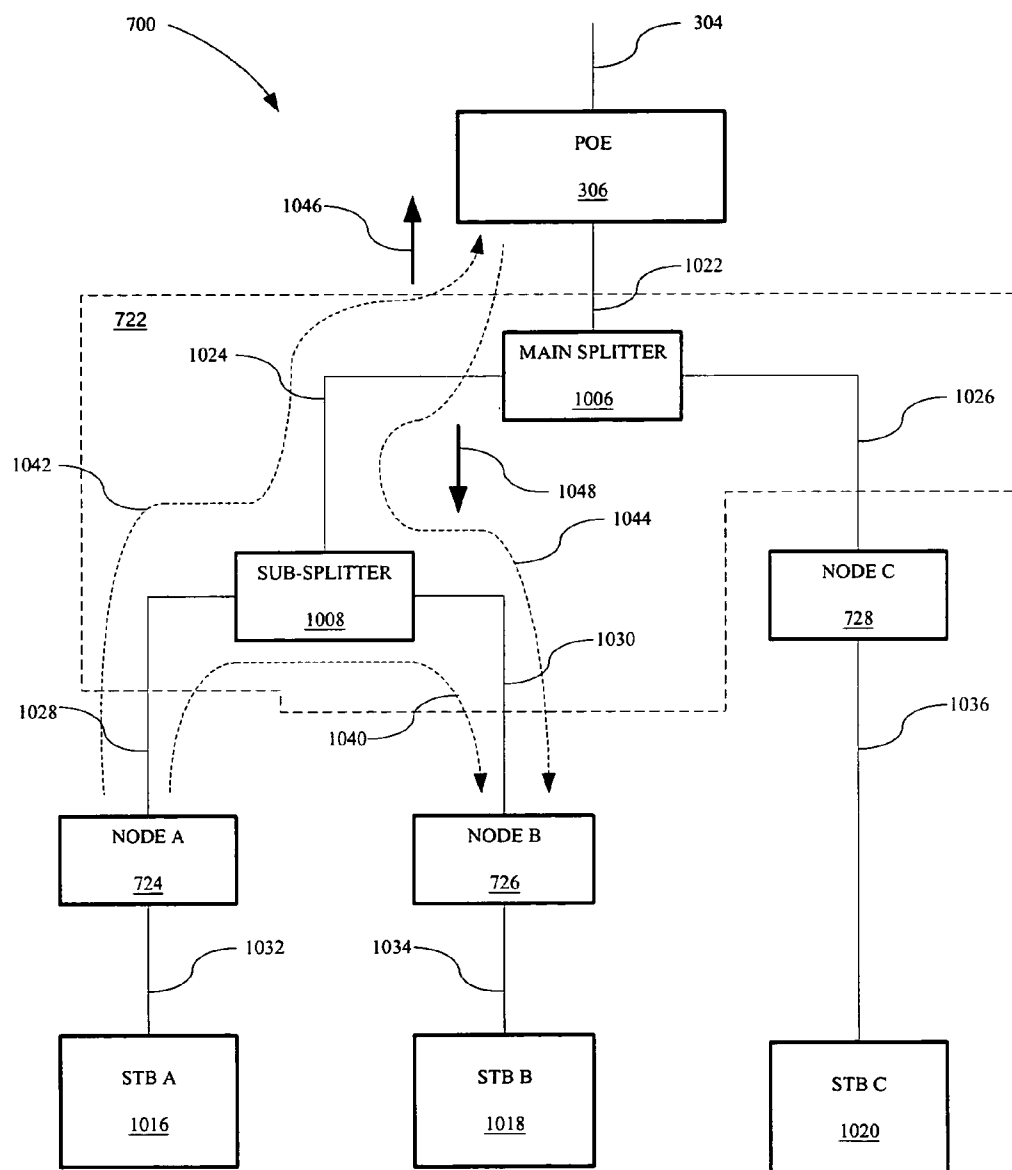 700
304
POE
306
1046
1022
722
1024
MAIN SPLITTER
1006
1026
1042
1048
1044
SUB-SPLITTER
1008
NODE C
728
1030
1028
1040
1036
NODE A
724
NODE B
726
1032
1034
STB A
1016
STB B
1018
STB C
1020